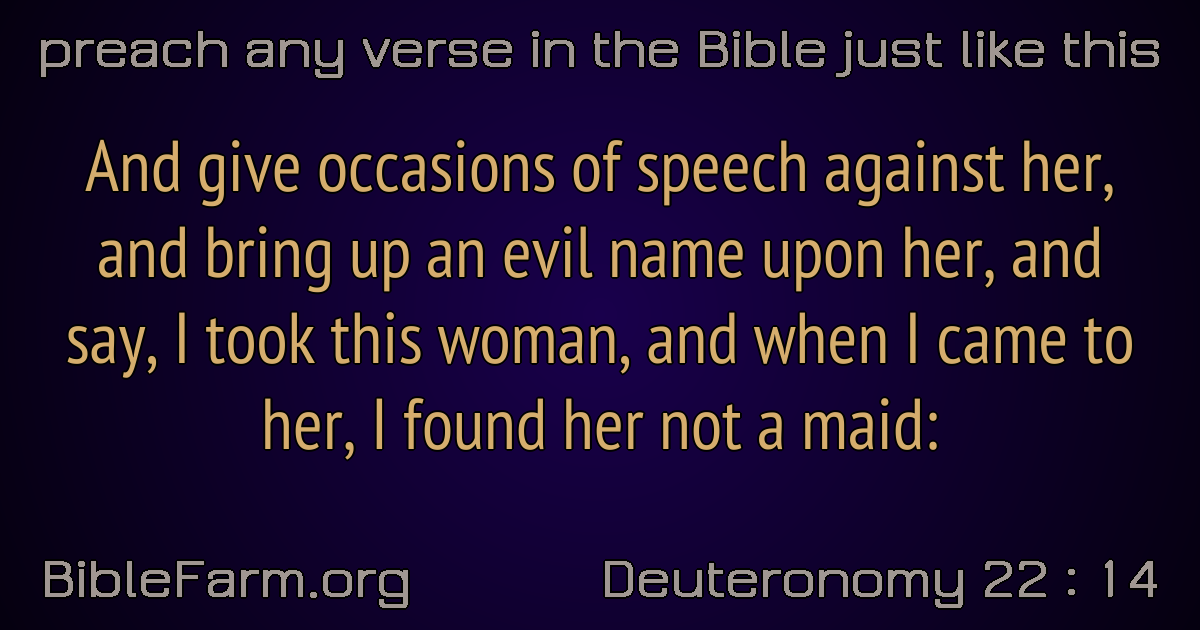 preach any verse in the Bible just like this
And give occasions of speech against her,
and bring up an evil name upon her, and
say, I took this woman, and when I came to
her, I found her not a maid:
BibleFarm.org
Deuteronomy 22 : 14